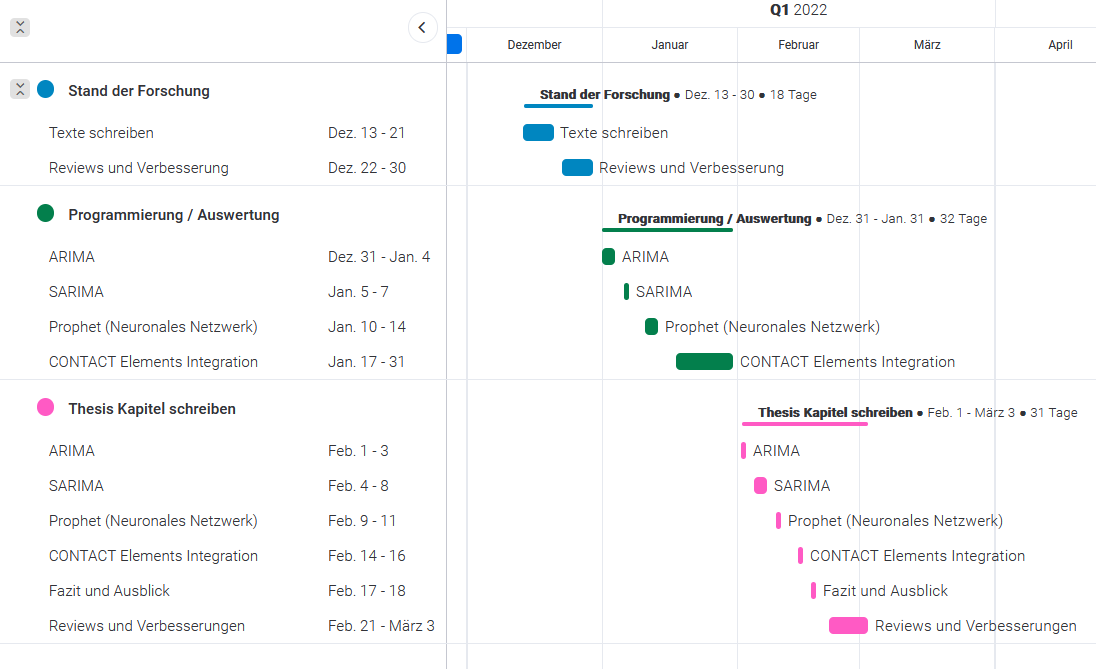 Q1 2022
Dezember Januar Februar März April
Stand der Forschung
Stand der Forschung ● Dez. 13 - 30 ● 18 Tage
Texte schreiben Dez. 13 - 21 Texte schreiben
Reviews und Verbesserung Dez. 22 - 30 Reviews und Verbesserung
Programmierung / Auswertung
Programmierung / Auswertung ● Dez. 31 - Jan. 31 ● 32 Tage
ARIMA Dez. 31 - Jan. 4 ARIMA
SARIMA Jan. 5 - 7 SARIMA
Prophet (Neuronales Netzwerk) Jan. 10 - 14 Prophet (Neuronales Netzwerk)
CONTACT Elements Integration Jan. 17 - 31 CONTACT Elements Integration
Thesis Kapitel schreiben
Thesis Kapitel schreiben ● Feb. 1 - März 3 ● 31 Tage
ARIMA Feb. 1 - 3 ARIMA
SARIMA Feb. 4 - 8 SARIMA
Prophet (Neuronales Netzwerk) Feb. 9 - 11 Prophet (Neuronales Netzwerk)
CONTACT Elements Integration Feb. 14 - 16 CONTACT Elements Integration
Fazit und Ausblick Feb. 17 - 18 Fazit und Ausblick
Reviews und Verbesserungen Feb. 21 - März 3 Reviews und Verbesserungen